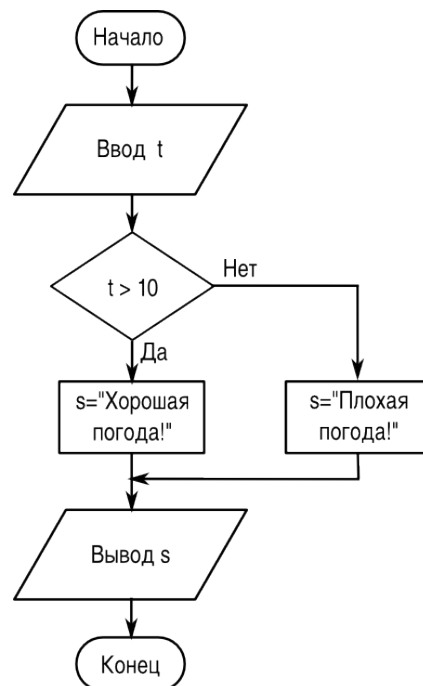 Начало
Ввод t
t > 10
Нет
Да
s="Хорошая
погода!"
s="Плохая
погода!"
Вывод s
Конец